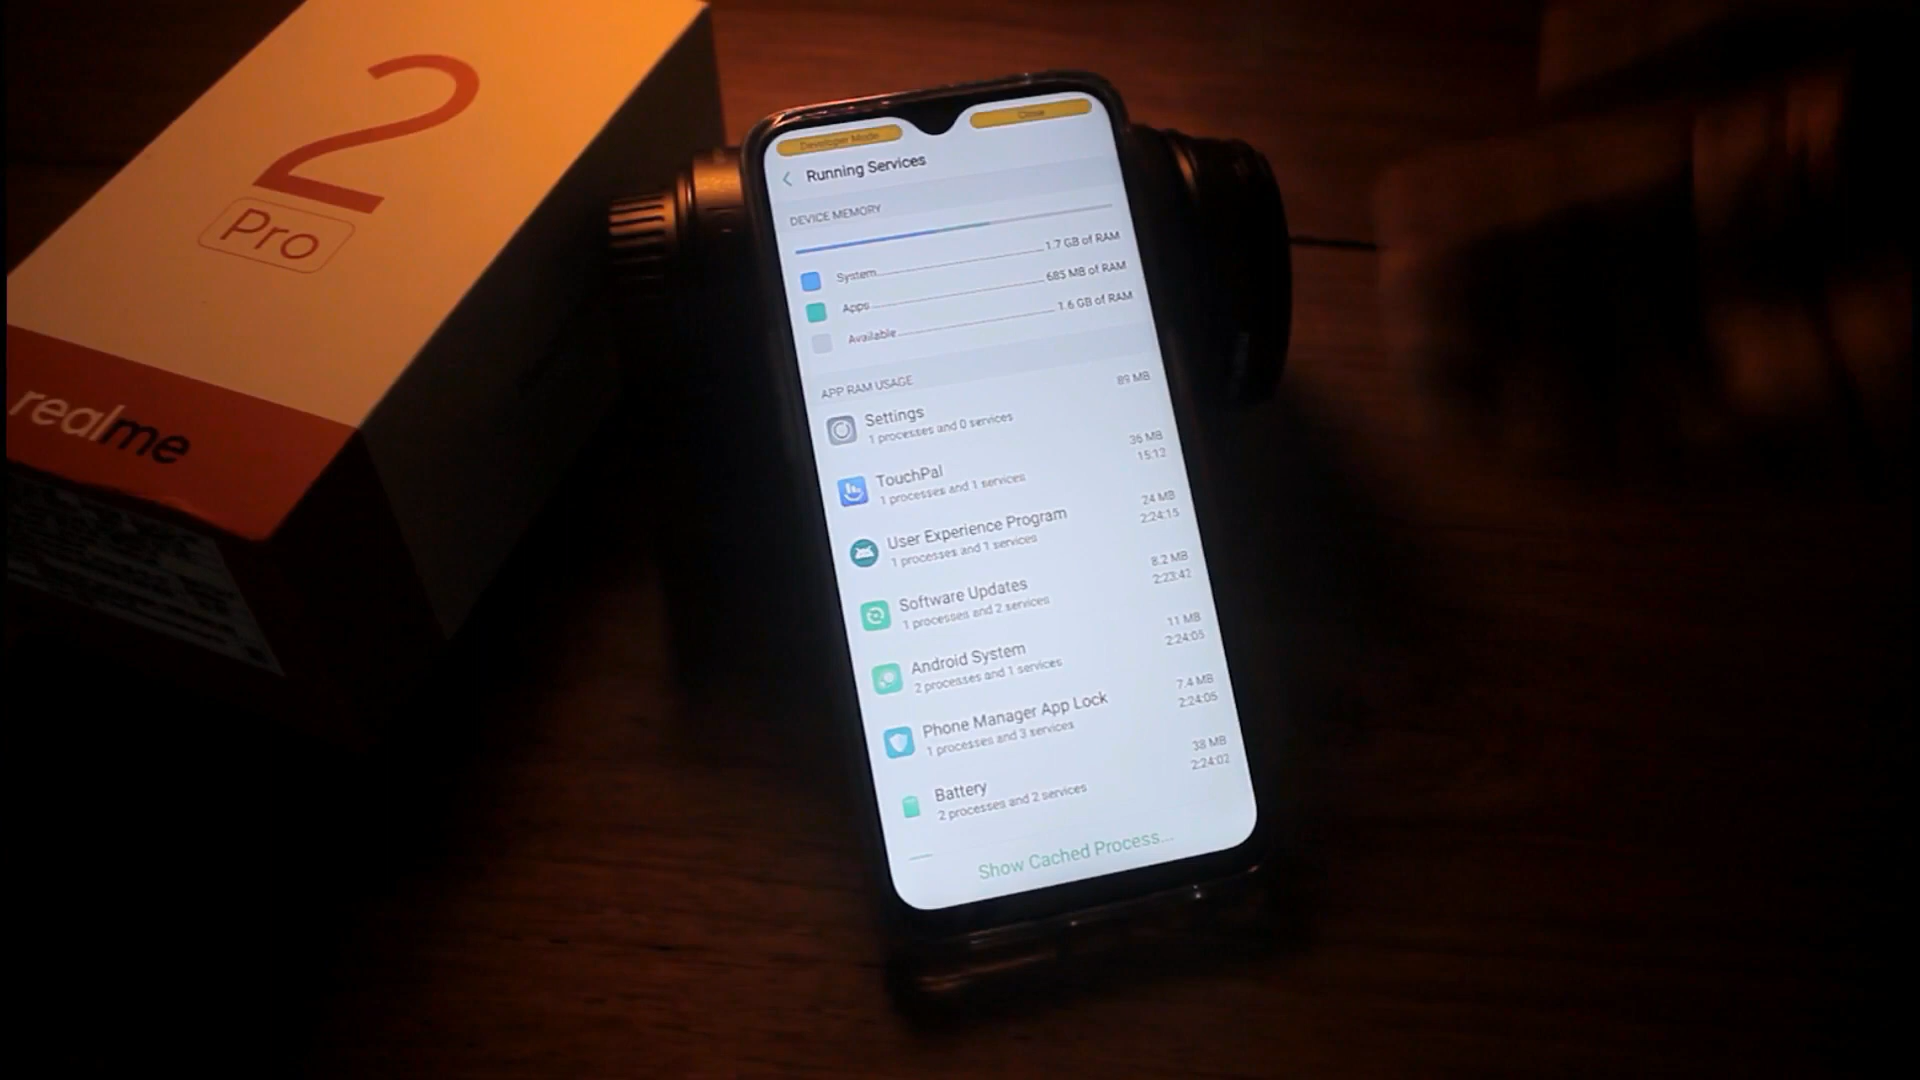 2
Pro
realme
Developer Mode
Close
Running Services
DEVICE MEMORY
System 1.7 GB of RAM
Apps 685 MB of RAM
Available 1.6 GB of RAM
APP RAM USAGE
Settings 89 MB
1 processes and 0 services
TouchPal 36 MB
1 processes and 1 services 15:12
User Experience Program 24 MB
1 processes and 1 services 2:24:15
Software Updates 8.2 MB
1 processes and 2 services 2:23:42
Android System 11 MB
2 processes and 1 services 2:24:05
Phone Manager App Lock 7.4 MB
1 processes and 3 services 2:24:05
Battery 38 MB
2 processes and 2 services 2:24:02
Show Cached Process...